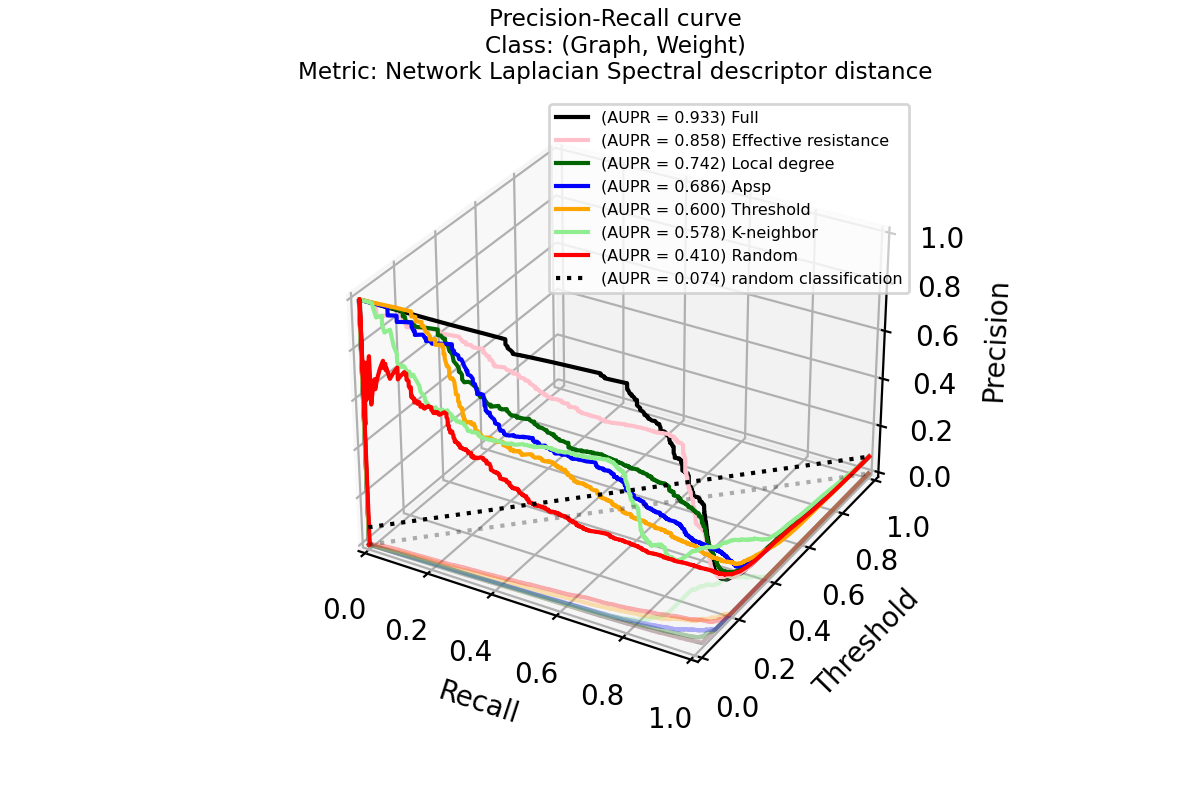 Precision-Recall curve
Class: (Graph, Weight)
Metric: Network Laplacian Spectral descriptor distance
(AUPR = 0.933) Full
(AUPR = 0.858) Effective resistance
(AUPR = 0.742) Local degree
(AUPR = 0.686) Apsp
(AUPR = 0.600) Threshold
(AUPR = 0.578) K-neighbor
(AUPR = 0.410) Random
(AUPR = 0.074) random classification
1.0
0.8
0.6
0.4
0.2
0.0
Precision
0.0
0.2
0.4
0.6
0.8
1.0
Recall
0.0
0.2
0.4
0.6
0.8
1.0
Threshold